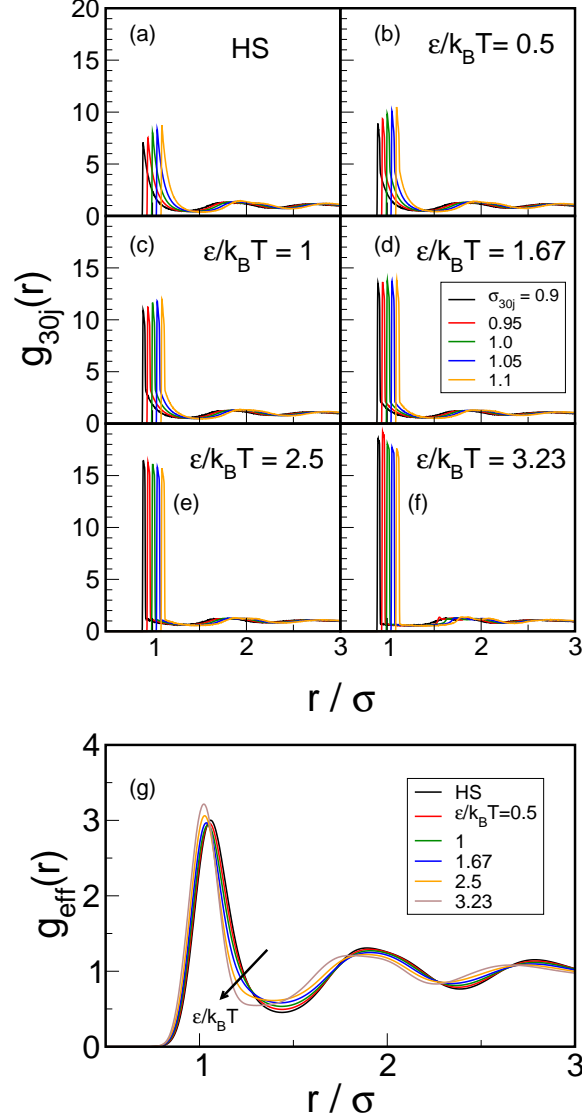 20
(a)
HS
(b)
ε/k_BT= 0.5
15
10
5
0
(c)
ε/k_BT = 1
(d)
ε/k_BT = 1.67
15
10
5
0
g_30j(r)
σ_30j = 0.9
0.95
1.0
1.05
1.1
ε/k_BT = 2.5
(e)
ε/k_BT = 3.23
(f)
15
10
5
0
1 2 3 1 2 3
r / σ
4
3
2
1
0
g_eff(r)
(g)
HS
ε/k_BT=0.5
1
1.67
2.5
3.23
ε/k_BT
1 2 3
r / σ